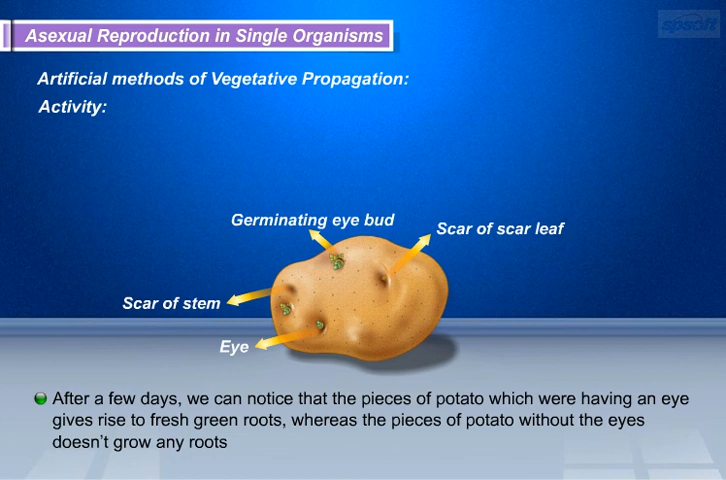 Asexual Reproduction in Single Organisms
spsoft
Artificial methods of Vegetative Propagation:
Activity:
Germinating eye bud
Scar of scar leaf
Scar of stem
Eye
After a few days, we can notice that the pieces of potato which were having an eye
gives rise to fresh green roots, whereas the pieces of potato without the eyes
doesn't grow any roots